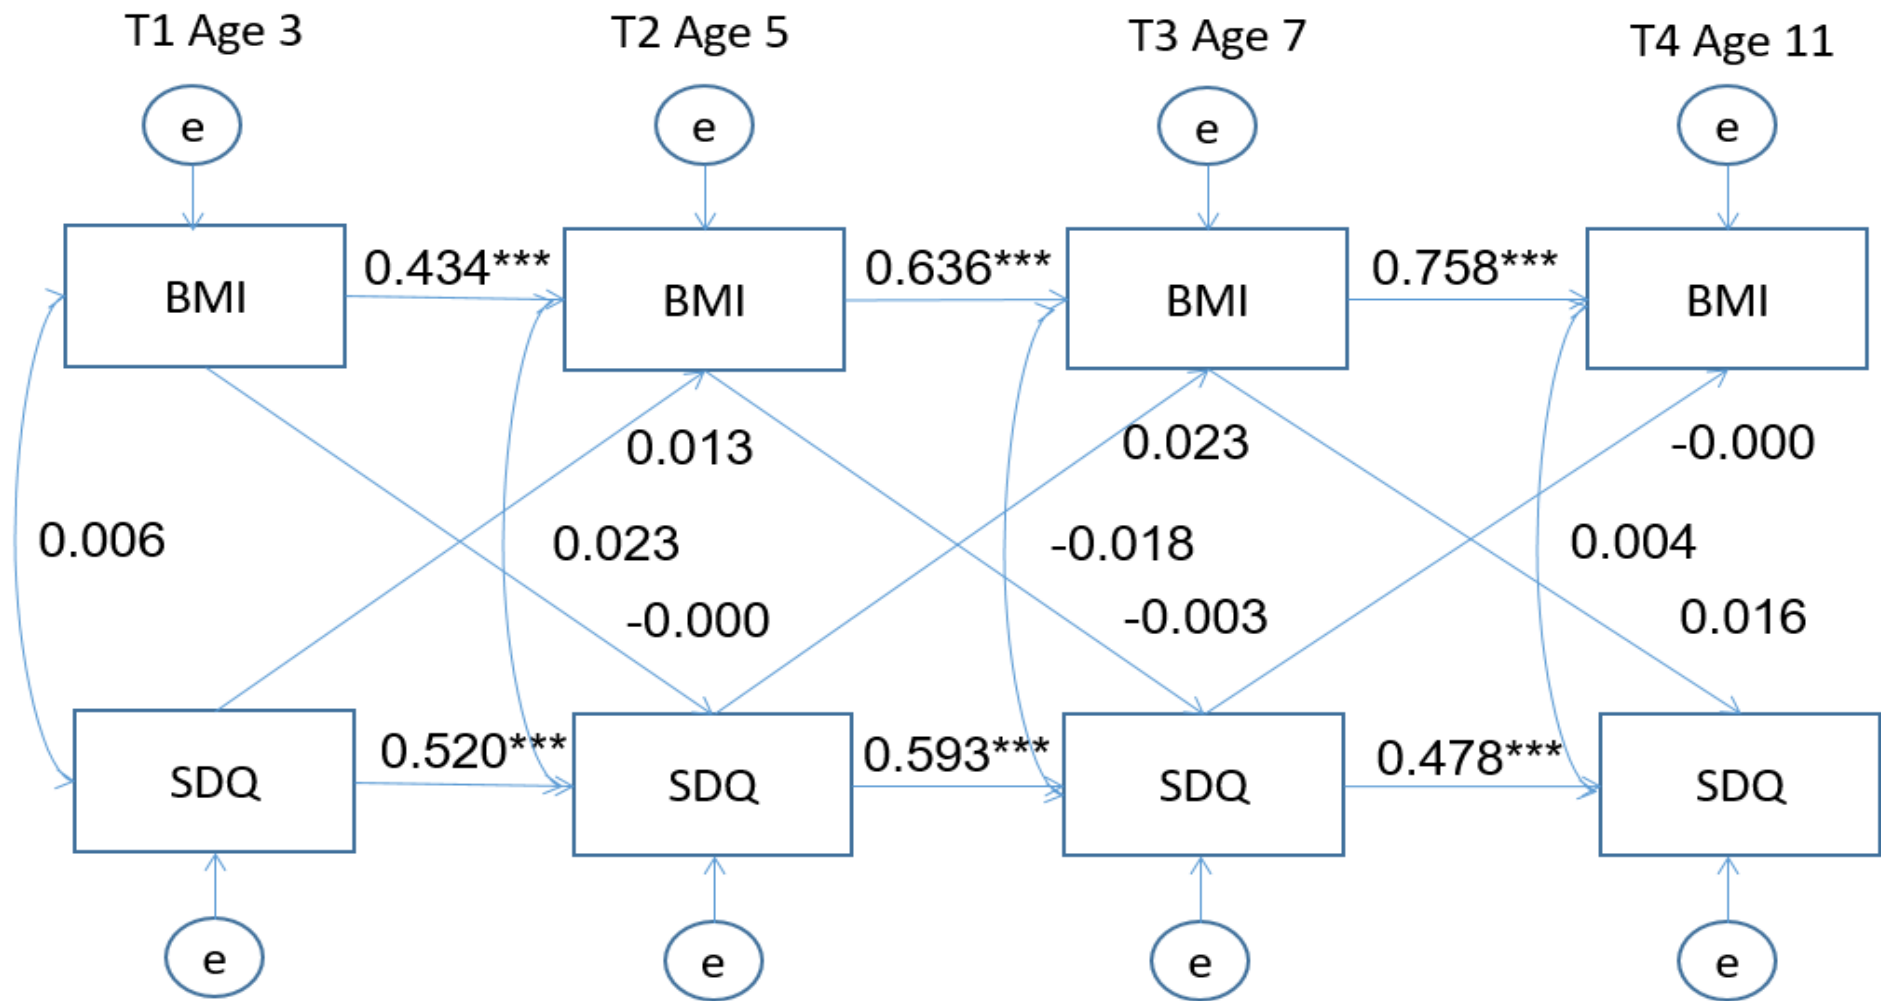 T1 Age 3
T2 Age 5
T3 Age 7
T4 Age 11
e
e
e
e
BMI
0.434***
BMI
0.636***
BMI
0.758***
BMI
0.013
0.023
-0.000
0.006
0.023
-0.018
0.004
-0.000
-0.003
0.016
SDQ
0.520***
SDQ
0.593***
SDQ
0.478***
SDQ
e
e
e
e